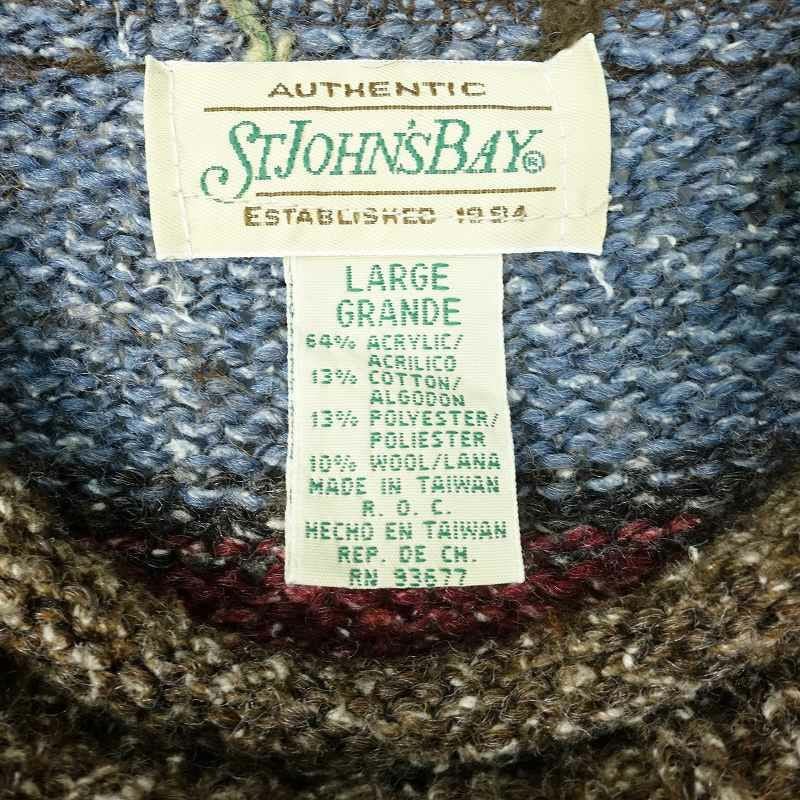 AUTHENTIC
ST JOHN'S BAY®
ESTABLISHED 1984
LARGE
GRANDE
64% ACRYLIC/
ACRILICO
13% COTTON/
ALGODON
13% POLYESTER/
POLIESTER
10% WOOL/LANA
MADE IN TAIWAN
R. O. C.
HECHO EN TAIWAN
REP. DE CH.
RN 93677